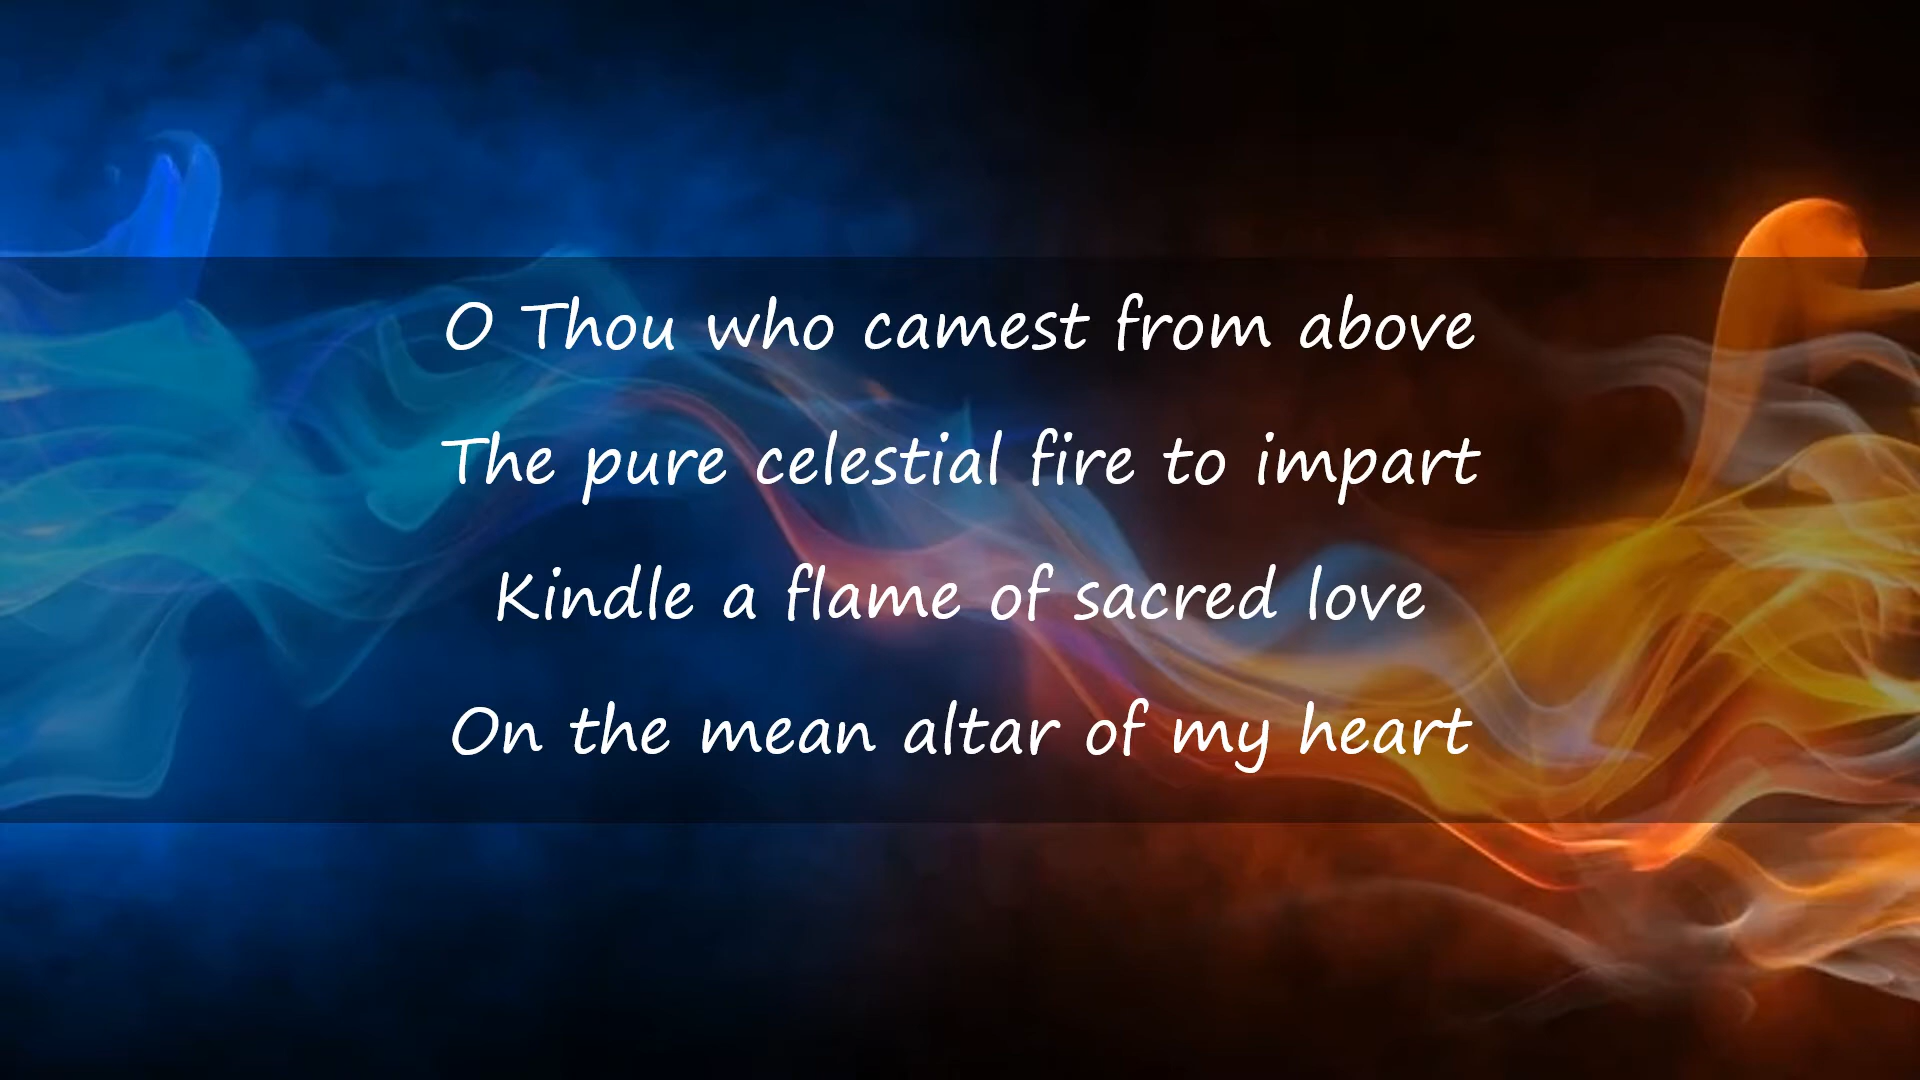 O Thou who camest from above
The pure celestial fire to impart
Kindle a flame of sacred love
On the mean altar of my heart